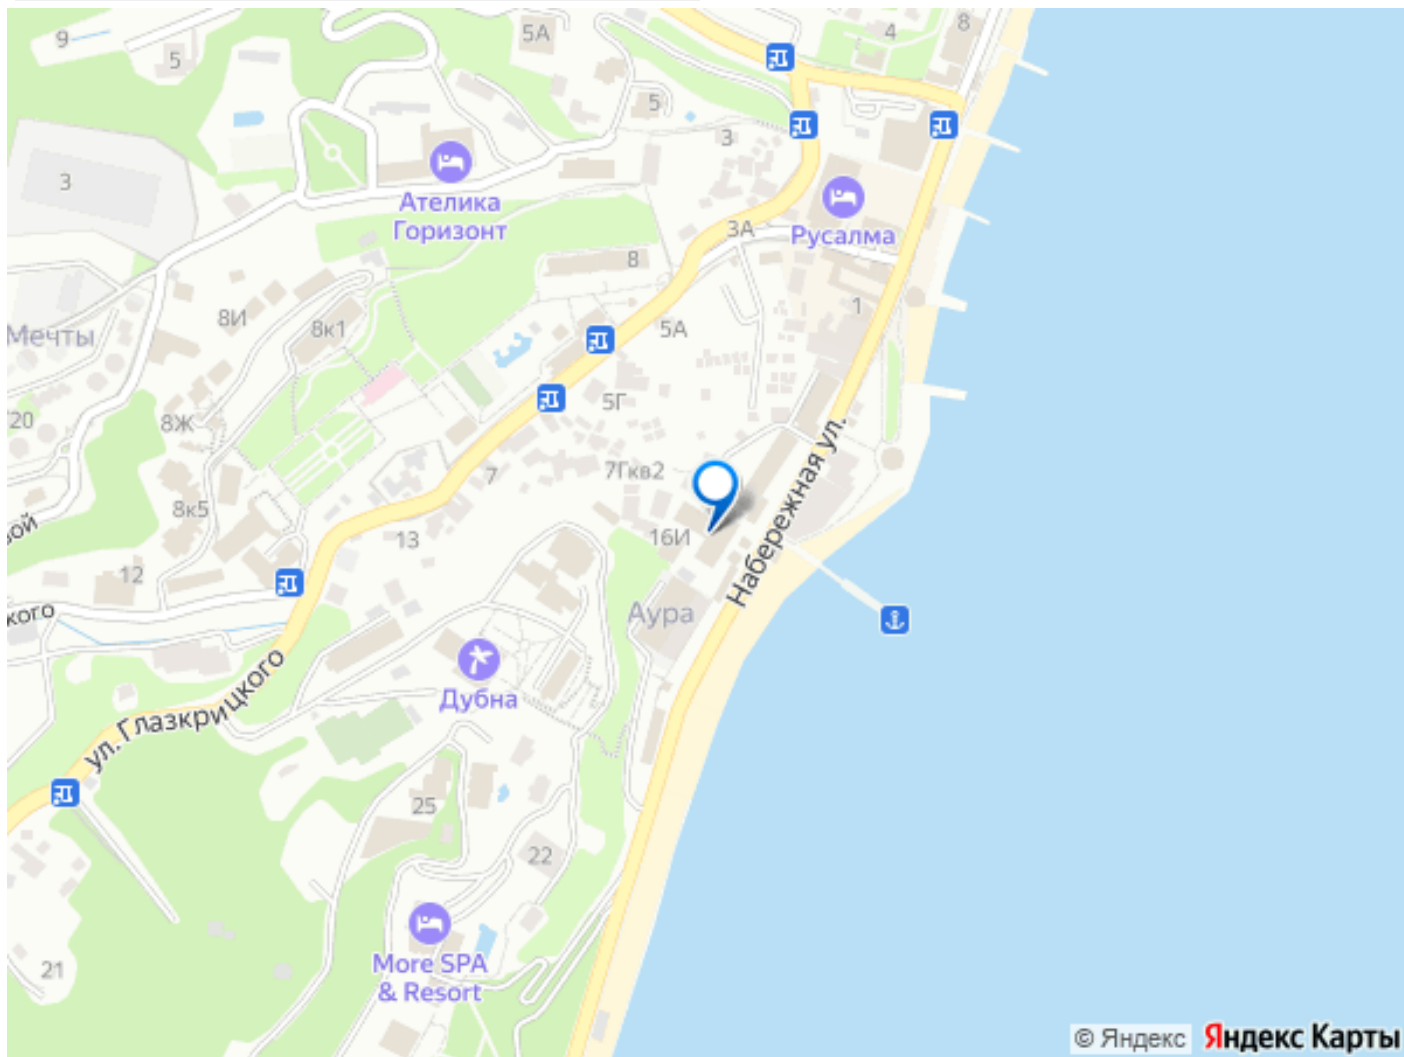 9
5
5А
4
8
5
3
3
Ателика
Горизонт
Русалма
3А
8
8И
8к1
1
5А
Мечты
5Г
20
8Ж
7
7Гкв2
Набережная ул.
8к5
вой
16И
13
12
кого
Аура
Дубна
ул. Глазкрицкого
25
22
More SPA
& Resort
21
© Яндекс Яндекс Карты